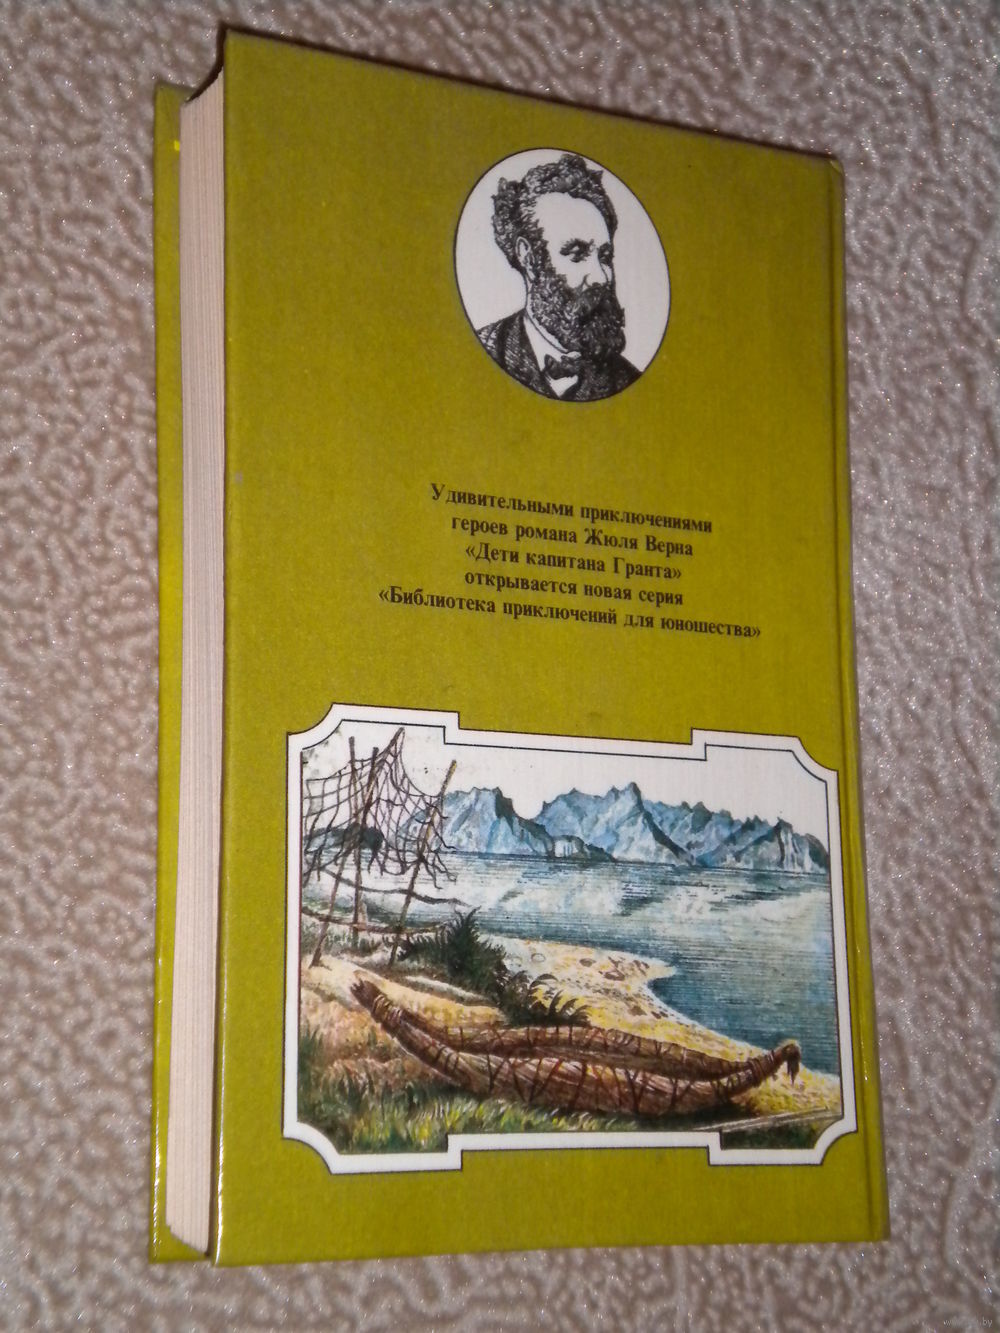 Удивительными приключениями
героев романа Жюля Верна
«Дети капитана Гранта»
открывается новая серия
«Библиотека приключений для юношества»